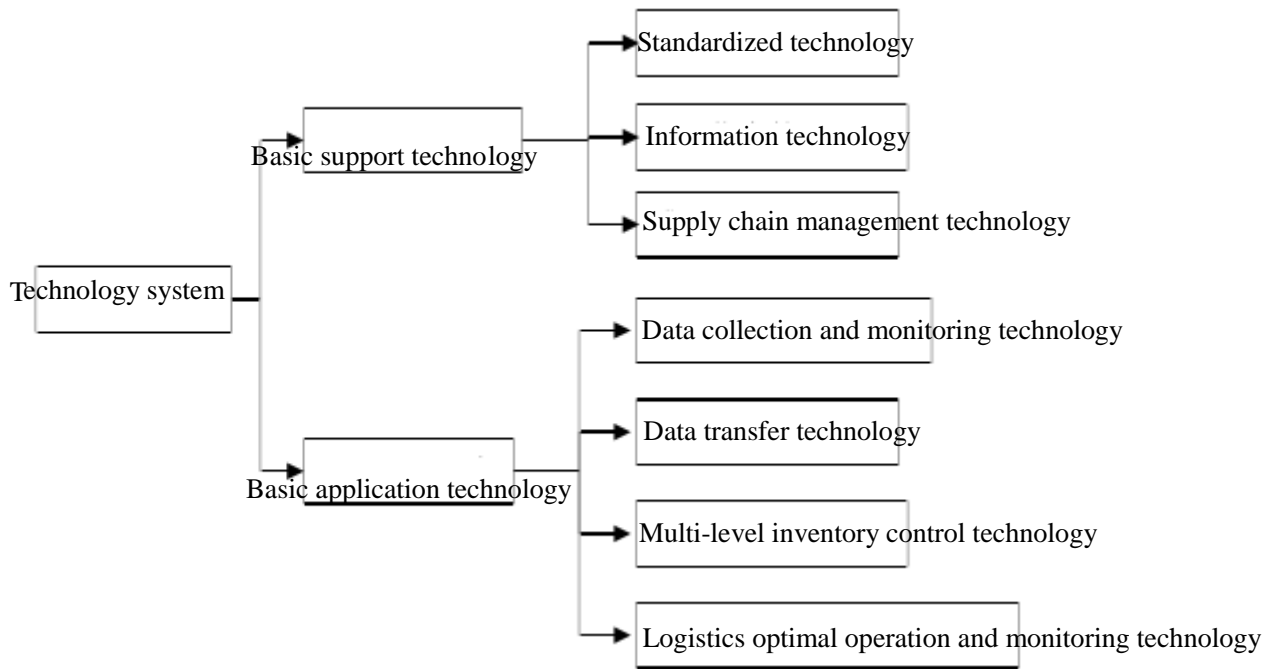 Standardized technology
Information technology
Basic support technology
Supply chain management technology
Technology system
Data collection and monitoring technology
Data transfer technology
Basic application technology
Multi-level inventory control technology
Logistics optimal operation and monitoring technology